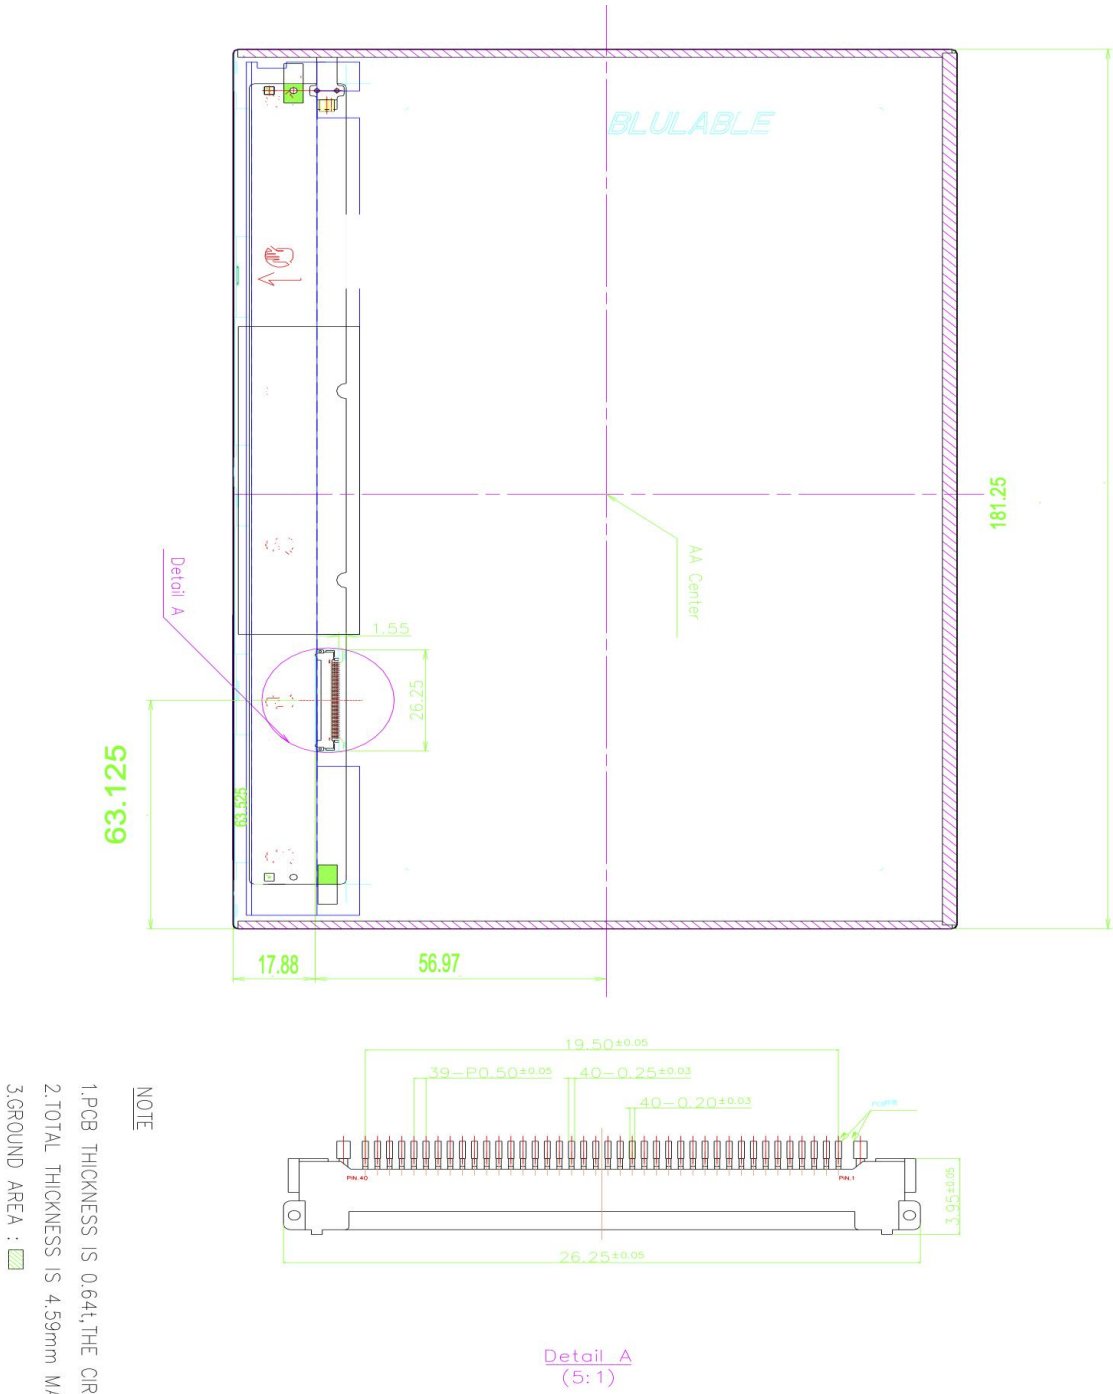 BLULABLE
181.25
AA Center
Detail A
1.55
26.25
63.125
63.525
17.88
56.97
19.50±0.05
39-P0.50±0.05
40-0.25±0.03
40-0.20±0.03
PIN.40
PIN.1
3.95±0.05
26.25±0.05
Detail A
(5:1)
NOTE
1.PCB THICKNESS IS 0.64t,THE CIR
2.TOTAL THICKNESS IS 4.59mm MA
3.GROUND AREA :